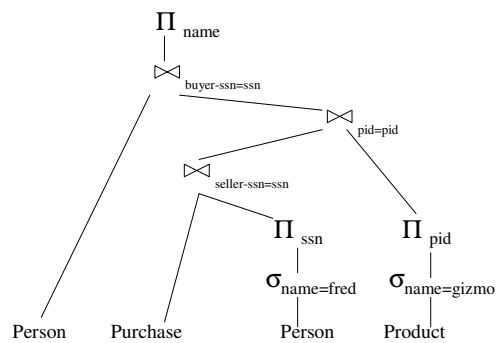 Π name
⋈ buyer-ssn=ssn
⋈ pid=pid
⋈ seller-ssn=ssn
Π ssn Π pid
σ name=fred σ name=gizmo
Person Purchase Person Product